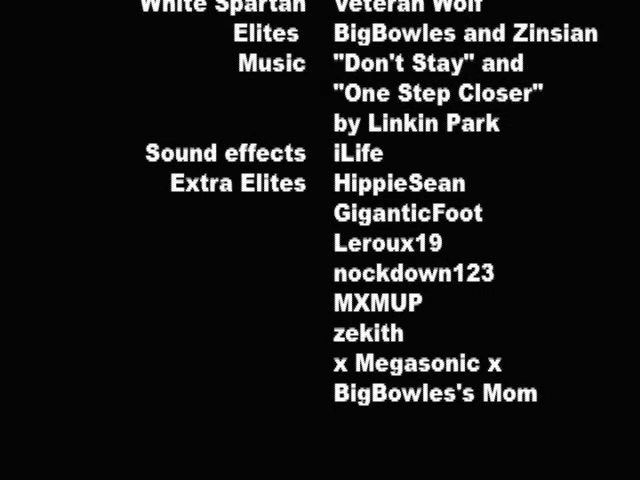 White Spartan Veteran Wolf
Elites BigBowles and Zinsian
Music "Don't Stay" and
"One Step Closer"
by Linkin Park
Sound effects iLife
Extra Elites HippieSean
GiganticFoot
Leroux19
nockdown123
MXMUP
zekith
x Megasonic x
BigBowles's Mom